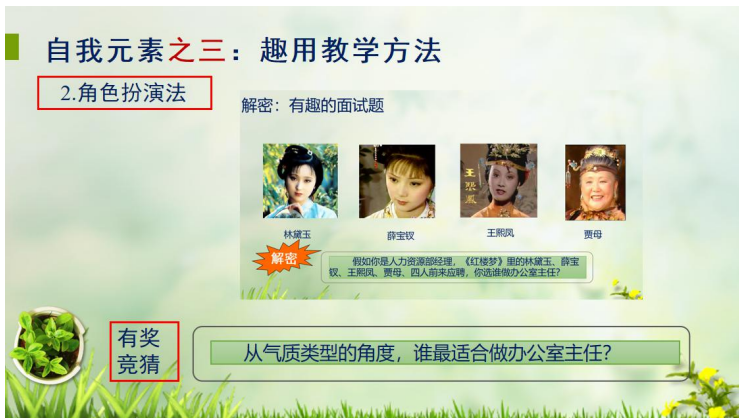 自我元素之三：趣用教学方法
2.角色扮演法
解密：有趣的面试题
王熙鳳
林黛玉
薛宝钗
王熙凤
贾母
解密
假如你是人力资源部经理，《红楼梦》里的林黛玉、薛宝
钗、王熙凤、贾母、四人前来应聘，你选谁做办公室主任？
有奖
竞猜
从气质类型的角度，谁最适合做办公室主任？